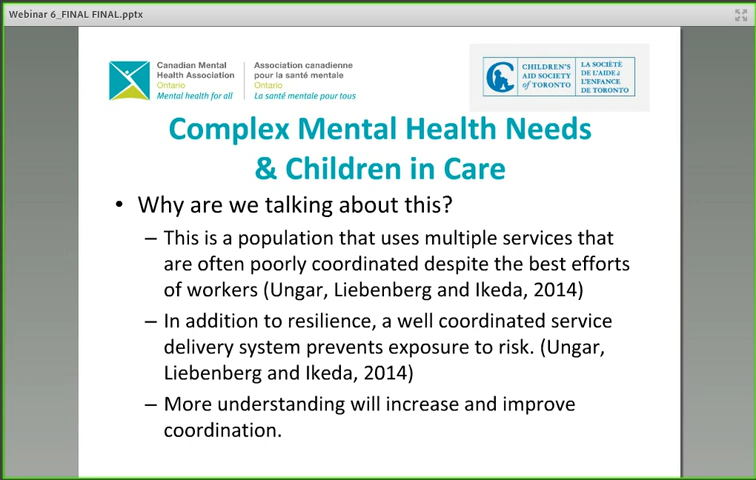 Webinar 6_FINAL FINAL.pptx
Canadian Mental
Health Association
Ontario
Mental health for all
Association canadienne
pour la santé mentale
Ontario
La santé mentale pour tous
CHILDREN'S
AID SOCIETY
of TORONTO
LA SOCIÉTÉ
DE L'AIDE à
L'ENFANCE
DE TORONTO
Complex Mental Health Needs
& Children in Care
• Why are we talking about this?
– This is a population that uses multiple services that
are often poorly coordinated despite the best efforts
of workers (Ungar, Liebenberg and Ikeda, 2014)
– In addition to resilience, a well coordinated service
delivery system prevents exposure to risk. (Ungar,
Liebenberg and Ikeda, 2014)
– More understanding will increase and improve
coordination.